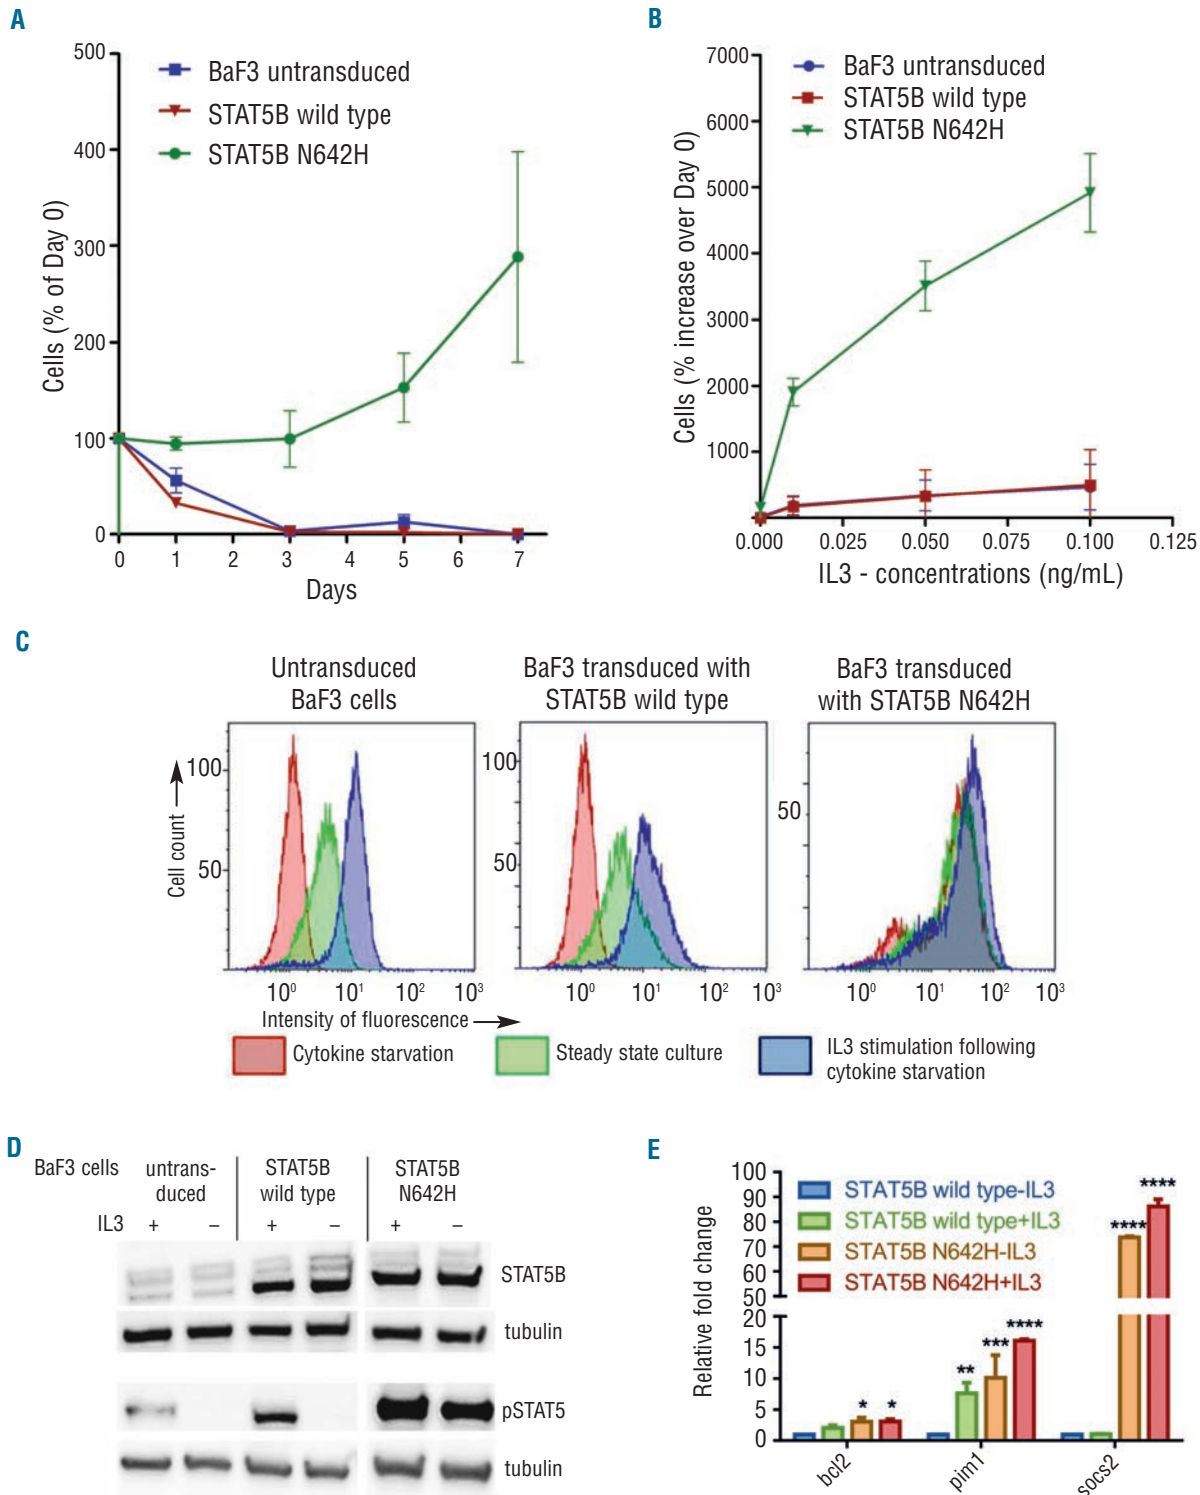 A
500
400
300
200
100
0
Cells (% of Day 0)
BaF3 untransduced
STAT5B wild type
STAT5B N642H
0 1 2 3 4 5 6 7
Days
B
7000
6000
5000
4000
3000
2000
1000
Cells (% increase over Day 0)
BaF3 untransduced
STAT5B wild type
STAT5B N642H
0.000 0.025 0.050 0.075 0.100 0.125
IL3 - concentrations (ng/mL)
C
Untransduced
BaF3 cells
BaF3 transduced with
STAT5B wild type
BaF3 transduced
with STAT5B N642H
Cell count
100
50
100
50
50
10⁰ 10¹ 10² 10³
10⁰ 10¹ 10² 10³
10⁰ 10¹ 10² 10³
Intensity of fluorescence
Cytokine starvation
Steady state culture
IL3 stimulation following
cytokine starvation
D
BaF3 cells
untrans-
duced
STAT5B
wild type
STAT5B
N642H
IL3 + – + – + –
STAT5B
tubulin
pSTAT5
tubulin
E
Relative fold change
100
90
80
70
60
50
20
15
10
5
0
STAT5B wild type-IL3
STAT5B wild type+IL3
STAT5B N642H-IL3
STAT5B N642H+IL3
* *
** *** ****
**** ****
bcl2 pim1 socs2